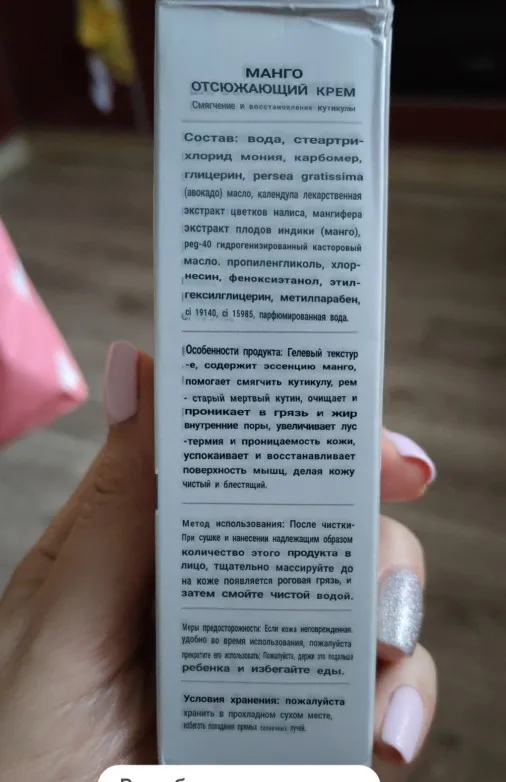 МАНГО
ОТСЮЖАЮЩИЙ КРЕМ
Смягчение и восстановление кутикулы
Состав: вода, стеартри-
хлорид мония, карбомер,
глицерин, persea gratissima
(авокадо) масло, календула лекарственная
экстракт цветков налиса, мангифера
экстракт плодов индики (манго),
peg-40 гидрогенизированный касторовый
масло. пропиленгликоль, хлор-
несин, феноксиэтанол, этил-
гексилглицерин, метилпарабен,
ci 19140, ci 15985, парфюмированная вода.
Особенности продукта: Гелевый текстур
-е, содержит эссенцию манго,
помогает смягчить кутикулу, рем
- старый мертвый кутин, очищает и
проникает в грязь и жир
внутренние поры, увеличивает лус
-термия и проницаемость кожи,
успокаивает и восстанавливает
поверхность мышц, делая кожу
чистый и блестящий.
Метод использования: После чистки-
При сушке и нанесении надлежащим образом
количество этого продукта в
лицо, тщательно массируйте до
на коже появляется роговая грязь, и
затем смойте чистой водой.
Меры предосторожности: Если кожа неповрежденная.
удобно во время использования, пожалуйста
прекратите его использовать; Пожалуйста, держи это подальше
ребенка и избегайте еды.
Условия хранения: пожалуйста
хранить в прохладном сухом месте,
избегать попадания прямых солнечных лучей.